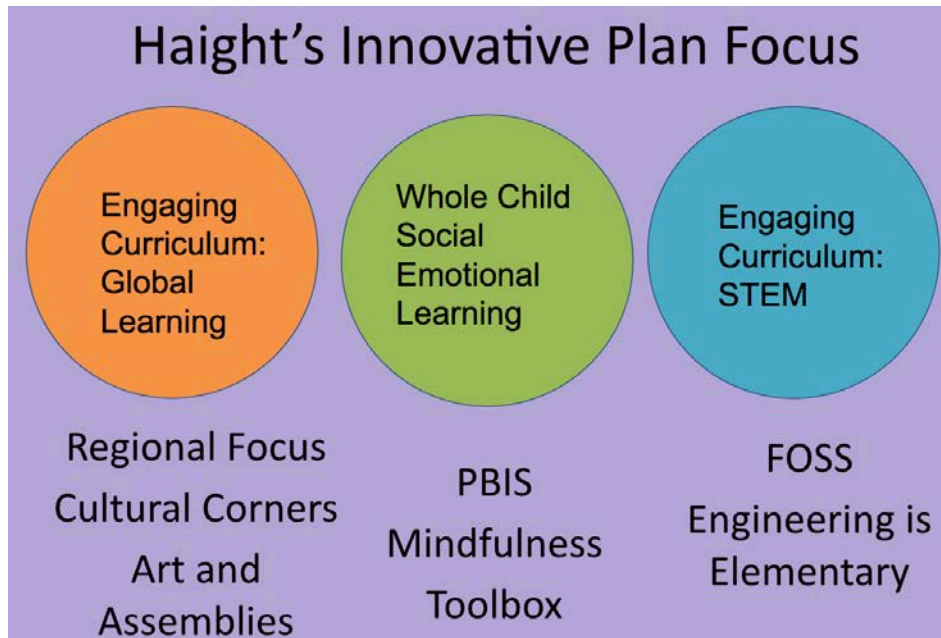 Haight’s Innovative Plan Focus
Engaging
Curriculum:
Global
Learning
Whole Child
Social
Emotional
Learning
Engaging
Curriculum:
STEM
Regional Focus
Cultural Corners
Art and
Assemblies
PBIS
Mindfulness
Toolbox
FOSS
Engineering is
Elementary